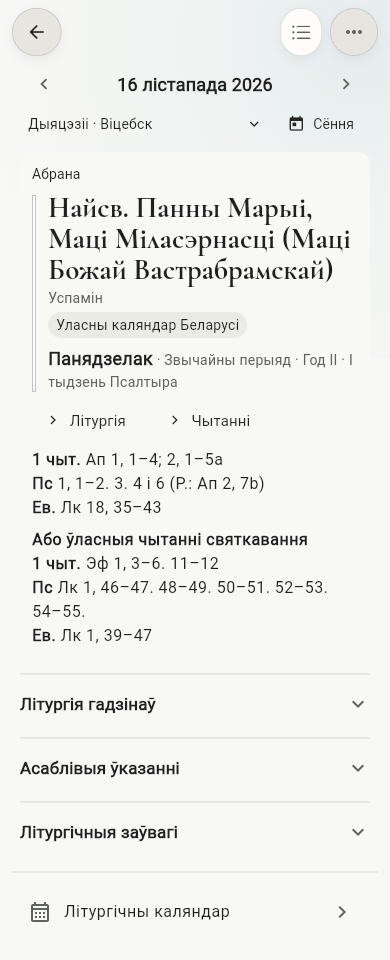 16 лістапада 2026
Дыяцэзіі · Віцебск
Сёння
Абрана
Найсв. Панны Марыі,
Маці Міласэрнасці (Маці
Божай Вастрабрамскай)
Успамін
Уласны каляндар Беларусі
Панядзелак · Звычайны перыяд · Год II · I
тыдзень Псалтыра
Літургія
Чытанні
1 чыт. Ап 1, 1–4; 2, 1–5a
Пс 1, 1–2. 3. 4 і 6 (Р.: Ап 2, 7b)
Ев. Лк 18, 35–43
Або ўласныя чытанні святкавання
1 чыт. Эф 1, 3–6. 11–12
Пс Лк 1, 46–47. 48–49. 50–51. 52–53.
54–55.
Ев. Лк 1, 39–47
Літургія гадзінаў
Асаблівыя ўказанні
Літургічныя заўвагі
Літургічны каляндар